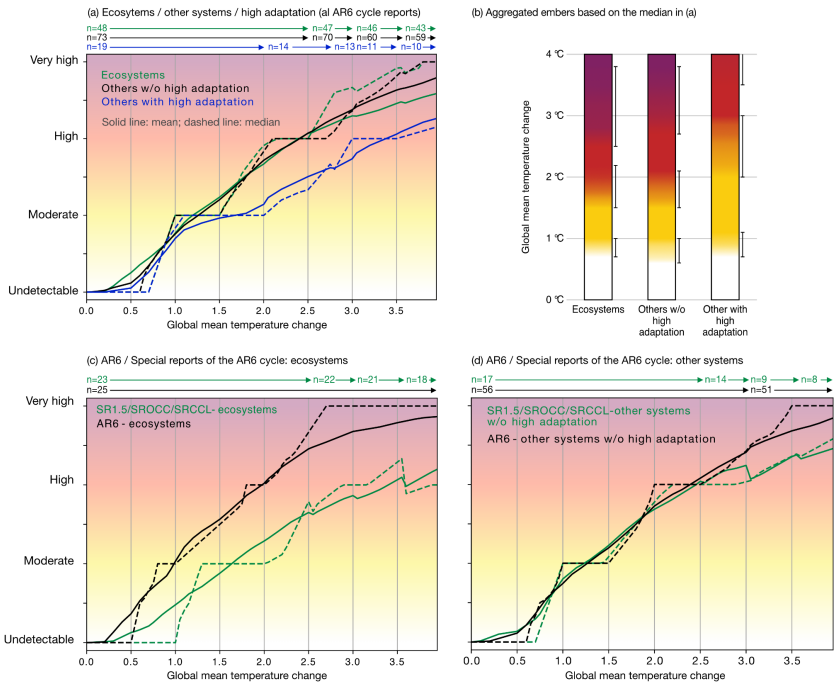 (a) Ecosytems / other systems / high adaptation (al AR6 cycle reports)
n=48 n=47 n=46 n=43
n=73 n=70 n=60 n=59
n=19 n=14 n=13 n=11 n=10
Very high
High
Moderate
Undetectable
Ecosystems
Others w/o high adaptation
Others with high adaptation
Solid line: mean; dashed line: median
0.0 0.5 1.0 1.5 2.0 2.5 3.0 3.5
Global mean temperature change
(b) Aggregated embers based on the median in (a)
Global mean temperature change
4 °C
3 °C
2 °C
1 °C
0 °C
Ecosystems
Others w/o
high
adaptation
Other with
high
adaptation
(c) AR6 / Special reports of the AR6 cycle: ecosystems
n=23 n=22 n=21 n=18
n=25
Very high
High
Moderate
Undetectable
SR1.5/SROCC/SRCCL- ecosystems
AR6 - ecosystems
0.0 0.5 1.0 1.5 2.0 2.5 3.0 3.5
Global mean temperature change
(d) AR6 / Special reports of the AR6 cycle: other systems
n=17 n=14 n=9 n=8
n=56 n=51
SR1.5/SROCC/SRCCL-other systems
w/o high adaptation
AR6 - other systems w/o high adaptation
0.0 0.5 1.0 1.5 2.0 2.5 3.0 3.5
Global mean temperature change